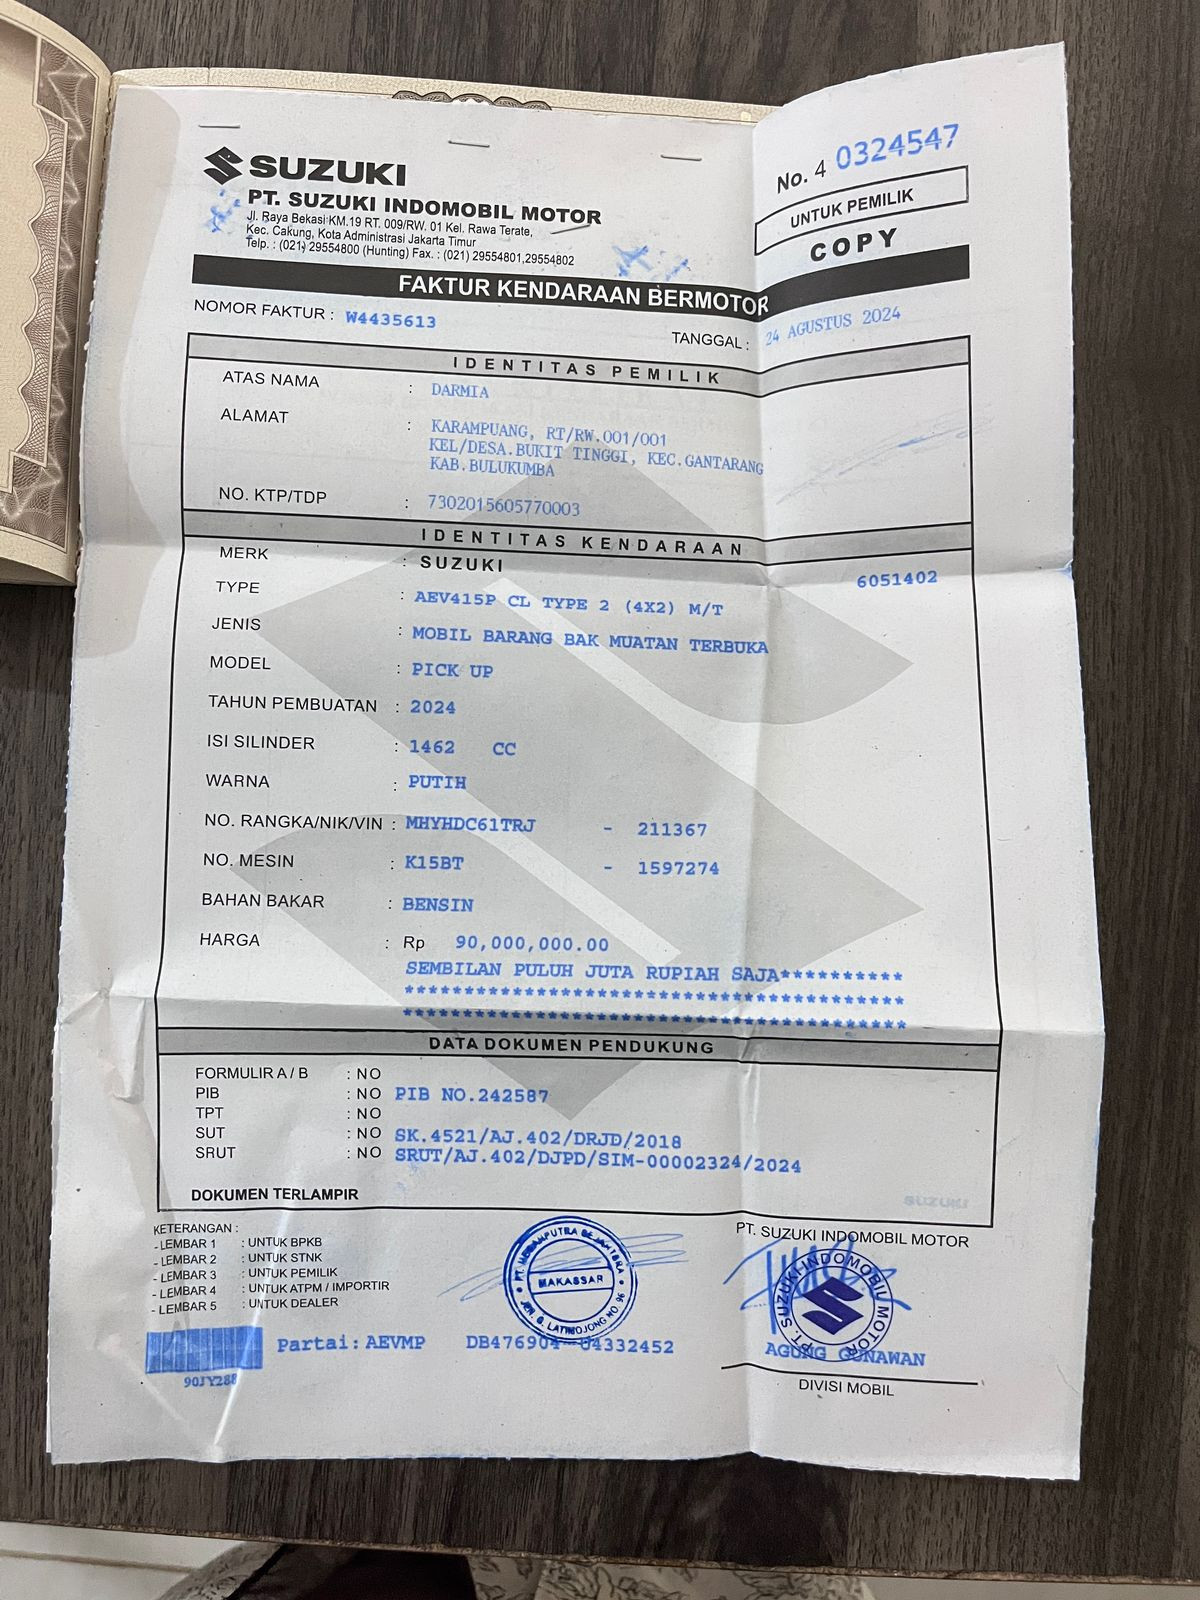 SUZUKI
PT. SUZUKI INDOMOBIL MOTOR
Jl. Raya Bekasi KM.19 RT. 009/RW. 01 Kel. Rawa Terate,
Kec. Cakung, Kota Administrasi Jakarta Timur
Telp. : (021) 29554800 (Hunting) Fax. : (021) 29554801,29554802
No. 4 0324547
UNTUK PEMILIK
COPY
FAKTUR KENDARAAN BERMOTOR
NOMOR FAKTUR : W4435613
TANGGAL : 24 AGUSTUS 2024
IDENTITAS PEMILIK
ATAS NAMA : DARMIA
ALAMAT : KARAMPUANG, RT/RW.001/001
KEL/DESA.BUKIT TINGGI, KEC.GANTARANG
KAB.BULUKUMBA
NO. KTP/TDP : 7302015605770003
IDENTITAS KENDARAAN
MERK : SUZUKI 6051402
TYPE : AEV415P CL TYPE 2 (4X2) M/T
JENIS : MOBIL BARANG BAK MUATAN TERBUKA
MODEL : PICK UP
TAHUN PEMBUATAN : 2024
ISI SILINDER : 1462 CC
WARNA : PUTIH
NO. RANGKA/NIK/VIN : MHYHDC61TRJ - 211367
NO. MESIN : K15BT - 1597274
BAHAN BAKAR : BENSIN
HARGA : Rp 90,000,000.00
SEMBILAN PULUH JUTA RUPIAH SAJA**********
*******************************************
*******************************************
DATA DOKUMEN PENDUKUNG
FORMULIR A / B : NO
PIB : NO PIB NO.242587
TPT : NO
SUT : NO SK.4521/AJ.402/DRJD/2018
SRUT : NO SRUT/AJ.402/DJPD/SIM-00002324/2024
DOKUMEN TERLAMPIR
KETERANGAN :
- LEMBAR 1 : UNTUK BPKB
- LEMBAR 2 : UNTUK STNK
- LEMBAR 3 : UNTUK PEMILIK
- LEMBAR 4 : UNTUK ATPM / IMPORTIR
- LEMBAR 5 : UNTUK DEALER
MAKASSAR
PT. SUZUKI INDOMOBIL MOTOR
PT. SUZUKI INDOMOBIL MOTOR
Partai: AEVMP DB476904 04332452
90JY288
AGUNG GUNAWAN
DIVISI MOBIL